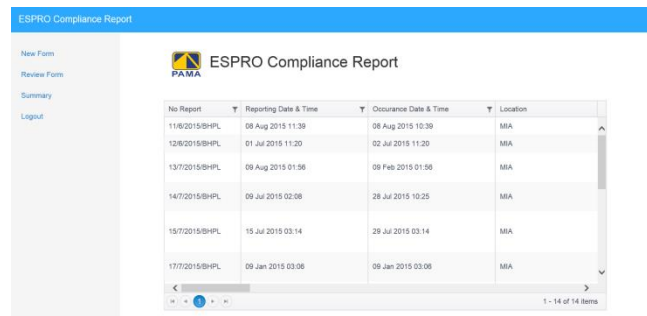 ESPRO Compliance Report
New Form
Review Form
Summary
Logout
PAMA
ESPRO Compliance Report
No Report Reporting Date & Time Occurance Date & Time Location
11/6/2015/BHPL 08 Aug 2015 11:39 08 Aug 2015 10:39 MIA
12/6/2015/BHPL 01 Jul 2015 11:20 02 Jul 2015 11:20 MIA
13/7/2015/BHPL 09 Aug 2015 01:56 09 Feb 2015 01:56 MIA
14/7/2015/BHPL 09 Jul 2015 02:08 28 Jul 2015 10:25 MIA
15/7/2015/BHPL 15 Jul 2015 03:14 29 Jul 2015 03:14 MIA
17/7/2015/BHPL 09 Jan 2015 03:06 09 Jan 2015 03:06 MIA
1
1 - 14 of 14 items